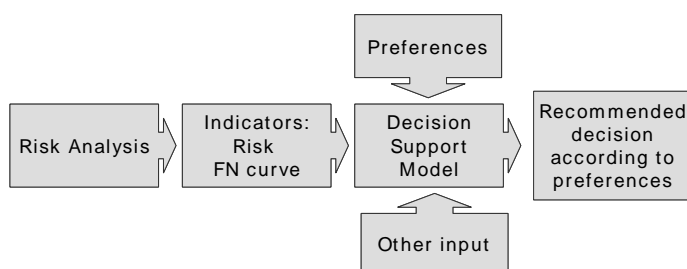 Preferences
Risk Analysis
Indicators:
Risk
FN curve
Decision
Support
Model
Recommended
decision
according to
preferences
Other input